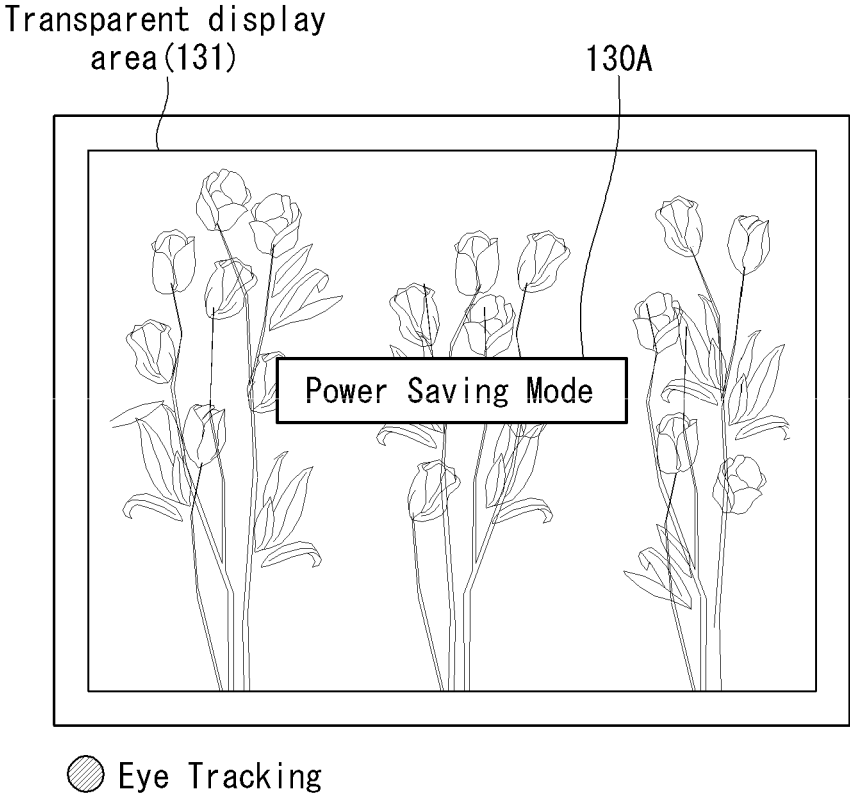 Transparent display
area(131)
130A
Power Saving Mode
Eye Tracking